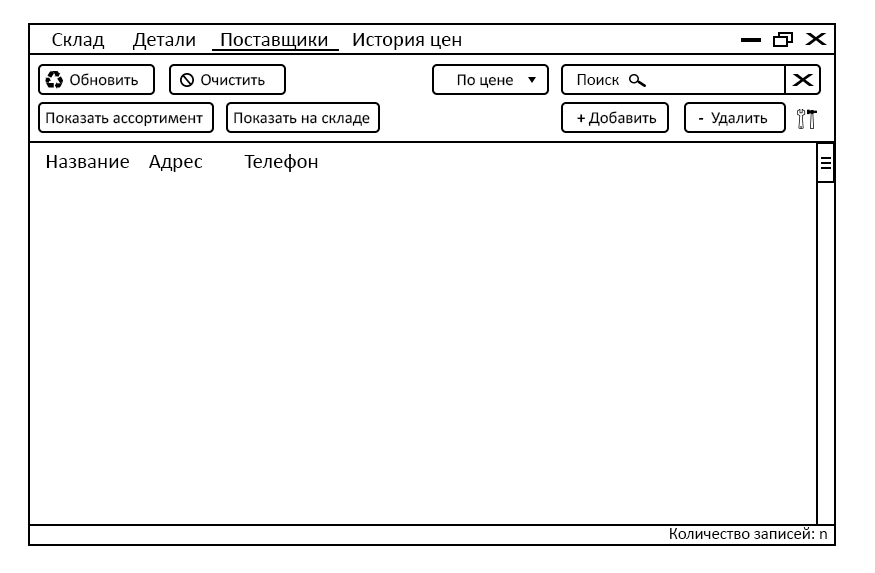 Склад Детали Поставщики История цен
Обновить Очистить По цене Поиск
Показать ассортимент Показать на складе + Добавить - Удалить
Название Адрес Телефон
Количество записей: n